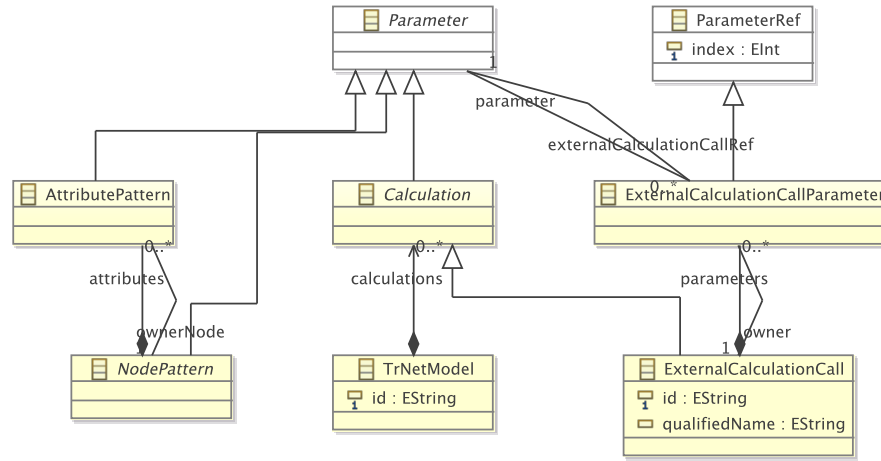 Parameter
ParameterRef
index : EInt
1
parameter
externalCalculationCallRef
0..*
AttributePattern
Calculation
ExternalCalculationCallParameter
0..*
0..*
0..*
attributes
calculations
parameters
ownerNode
owner
1
1
NodePattern
TrNetModel
ExternalCalculationCall
id : EString
id : EString
qualifiedName : EString